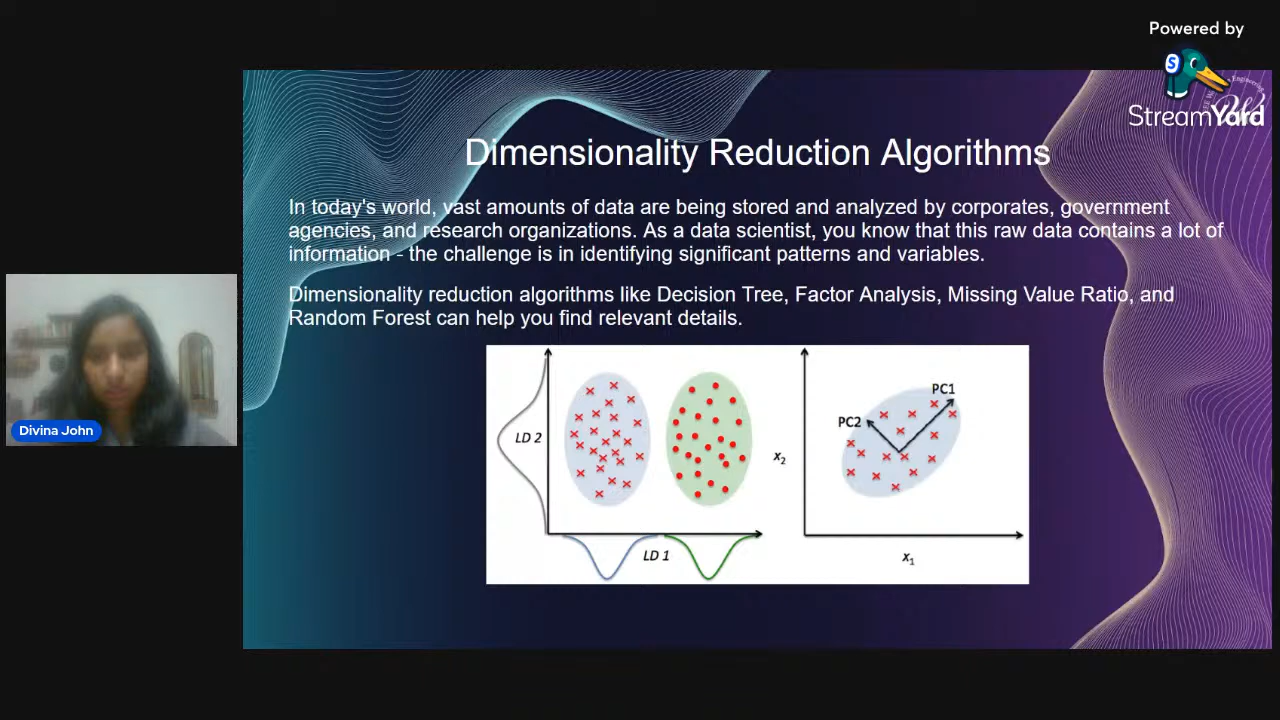 Powered by
S
StreamYard
Dimensionality Reduction Algorithms
In today's world, vast amounts of data are being stored and analyzed by corporates, government
agencies, and research organizations. As a data scientist, you know that this raw data contains a lot of
information - the challenge is in identifying significant patterns and variables.
Dimensionality reduction algorithms like Decision Tree, Factor Analysis, Missing Value Ratio, and
Random Forest can help you find relevant details.
LD 2
LD 1
x2
PC1
PC2
x1
Divina John